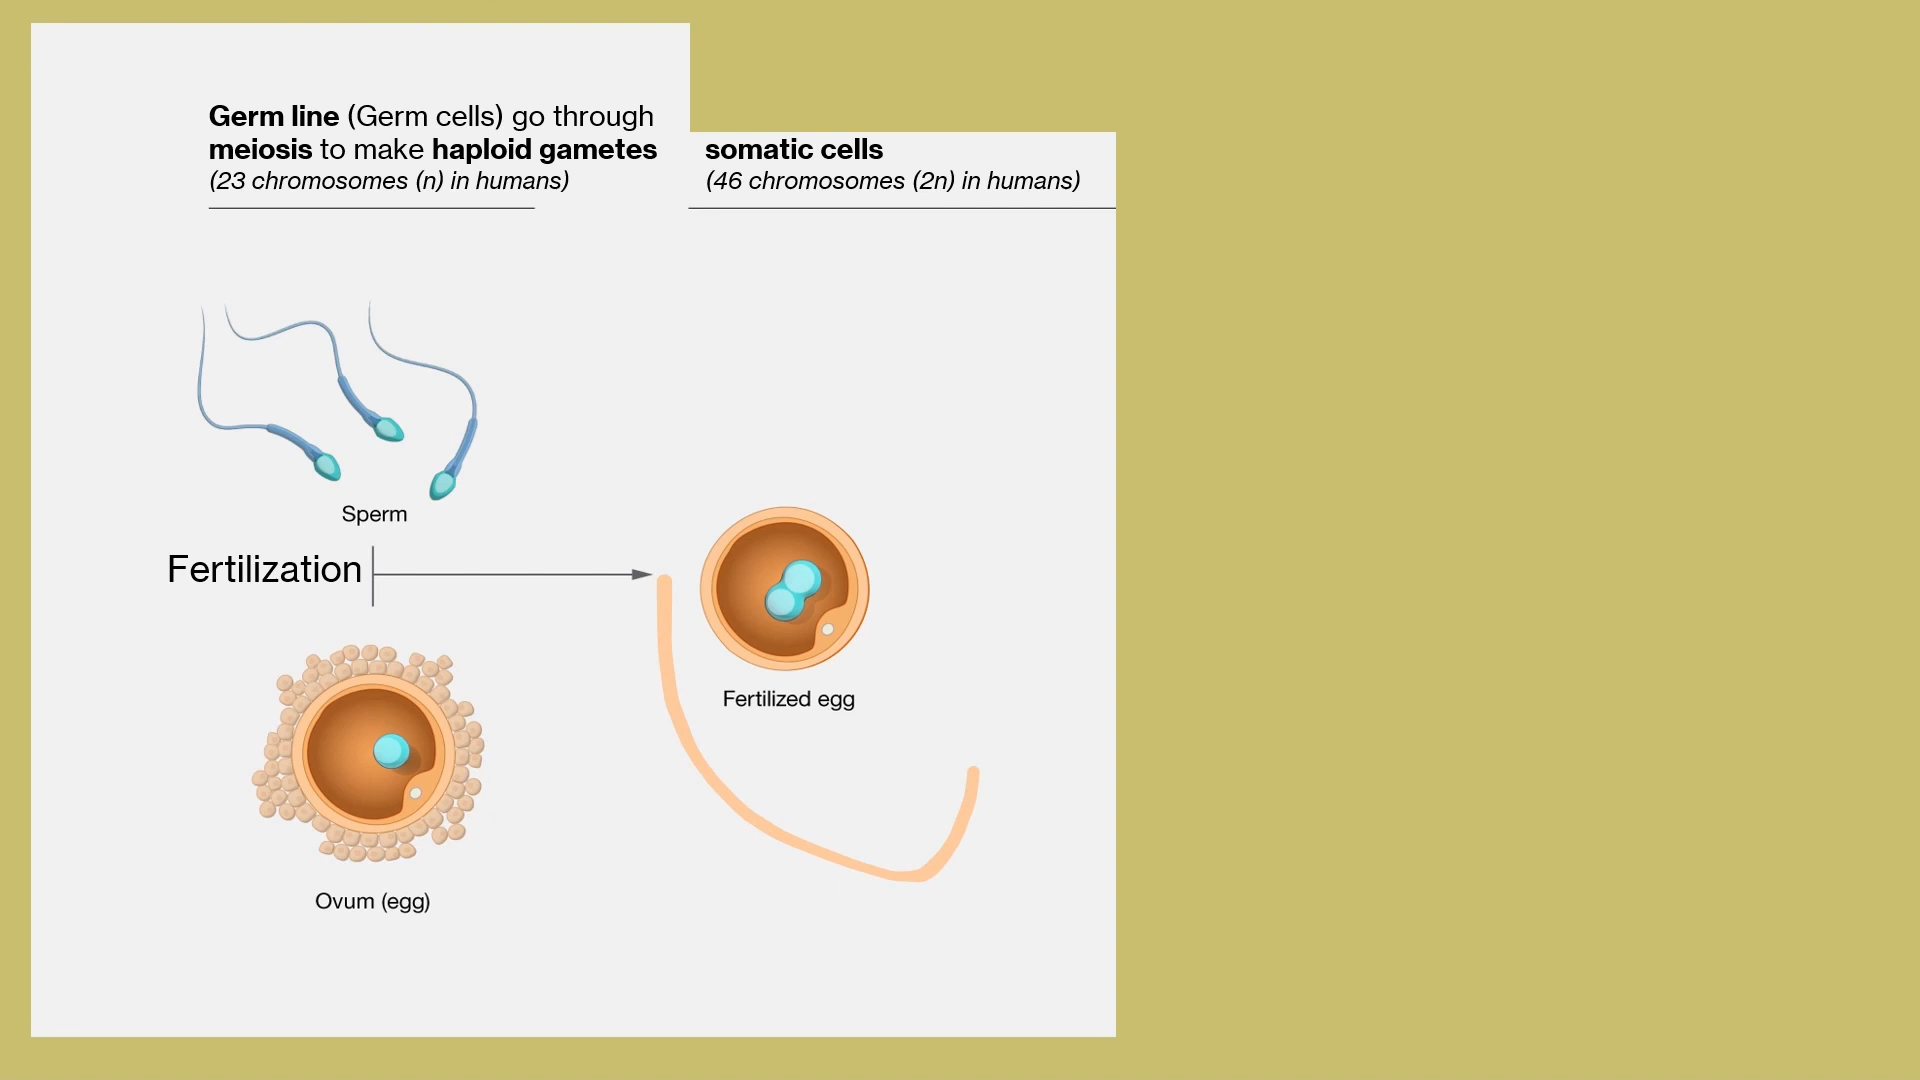 Germ line (Germ cells) go through
meiosis to make haploid gametes
(23 chromosomes (n) in humans)
somatic cells
(46 chromosomes (2n) in humans)
Sperm
Fertilization
Fertilized egg
Ovum (egg)